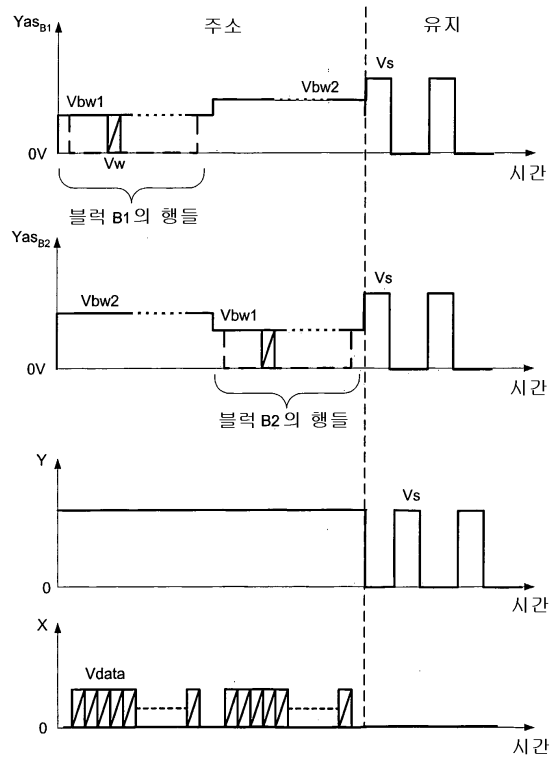 YasB1 주소 유지
Vs
Vbw1 Vbw2
0V
Vw
시간
블럭 B1의 행들
YasB2
Vs
Vbw2 Vbw1
0V
시간
블럭 B2의 행들
Y
Vs
0
시간
X
Vdata
0
시간